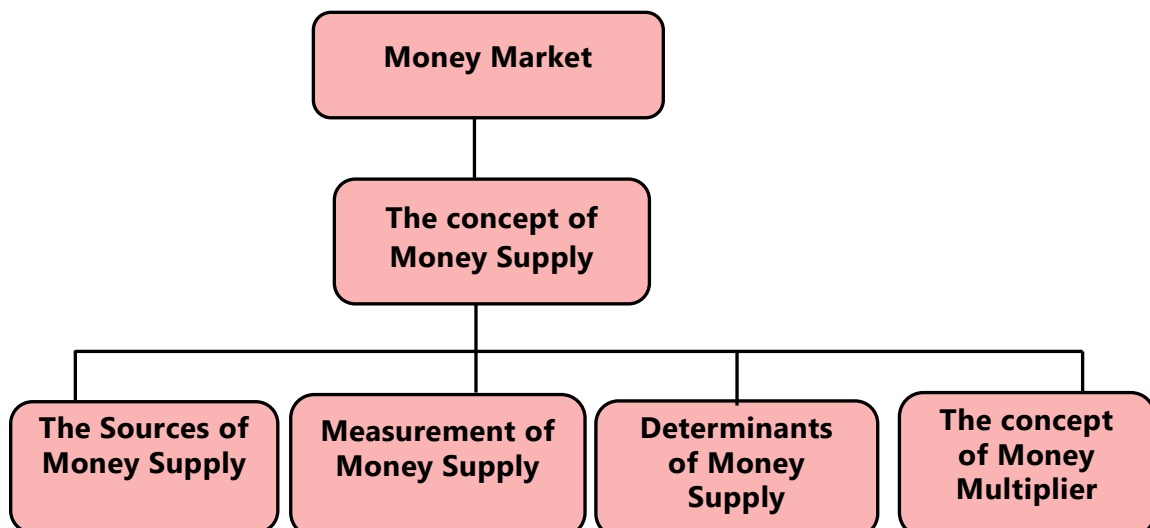 Money Market
The concept of
Money Supply
The Sources of
Money Supply
Measurement of
Money Supply
Determinants
of Money
Supply
The concept
of Money
Multiplier